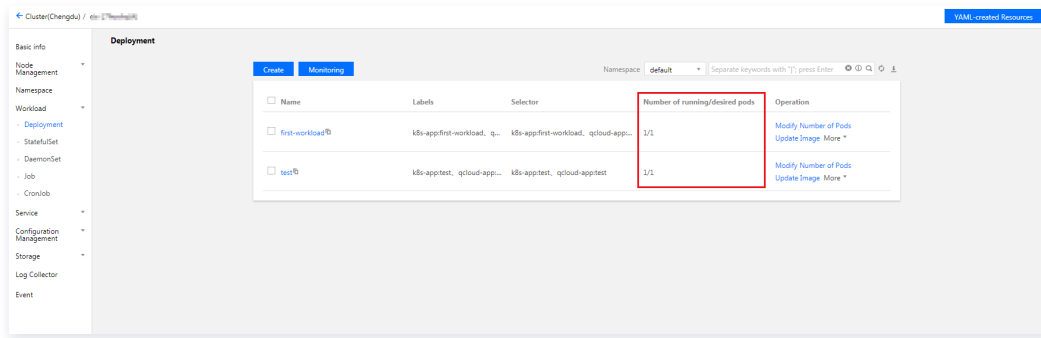 Cluster(Chengdu) /
YAML-created Resources
Basic info
Node Management
Namespace
Workload
Deployment
StatefulSet
DaemonSet
Job
CronJob
Service
Configuration Management
Storage
Log Collector
Event
Deployment
Create Monitoring Namespace default Separate keywords with "|"; press Enter
Name Labels Selector Number of running/desired pods Operation
first-workload k8s-app:first-workload、q... k8s-app:first-workload、qcloud-app:... 1/1 Modify Number of Pods
Update Image More
test k8s-app:test、qcloud-app:... k8s-app:test、qcloud-app:test 1/1 Modify Number of Pods
Update Image More